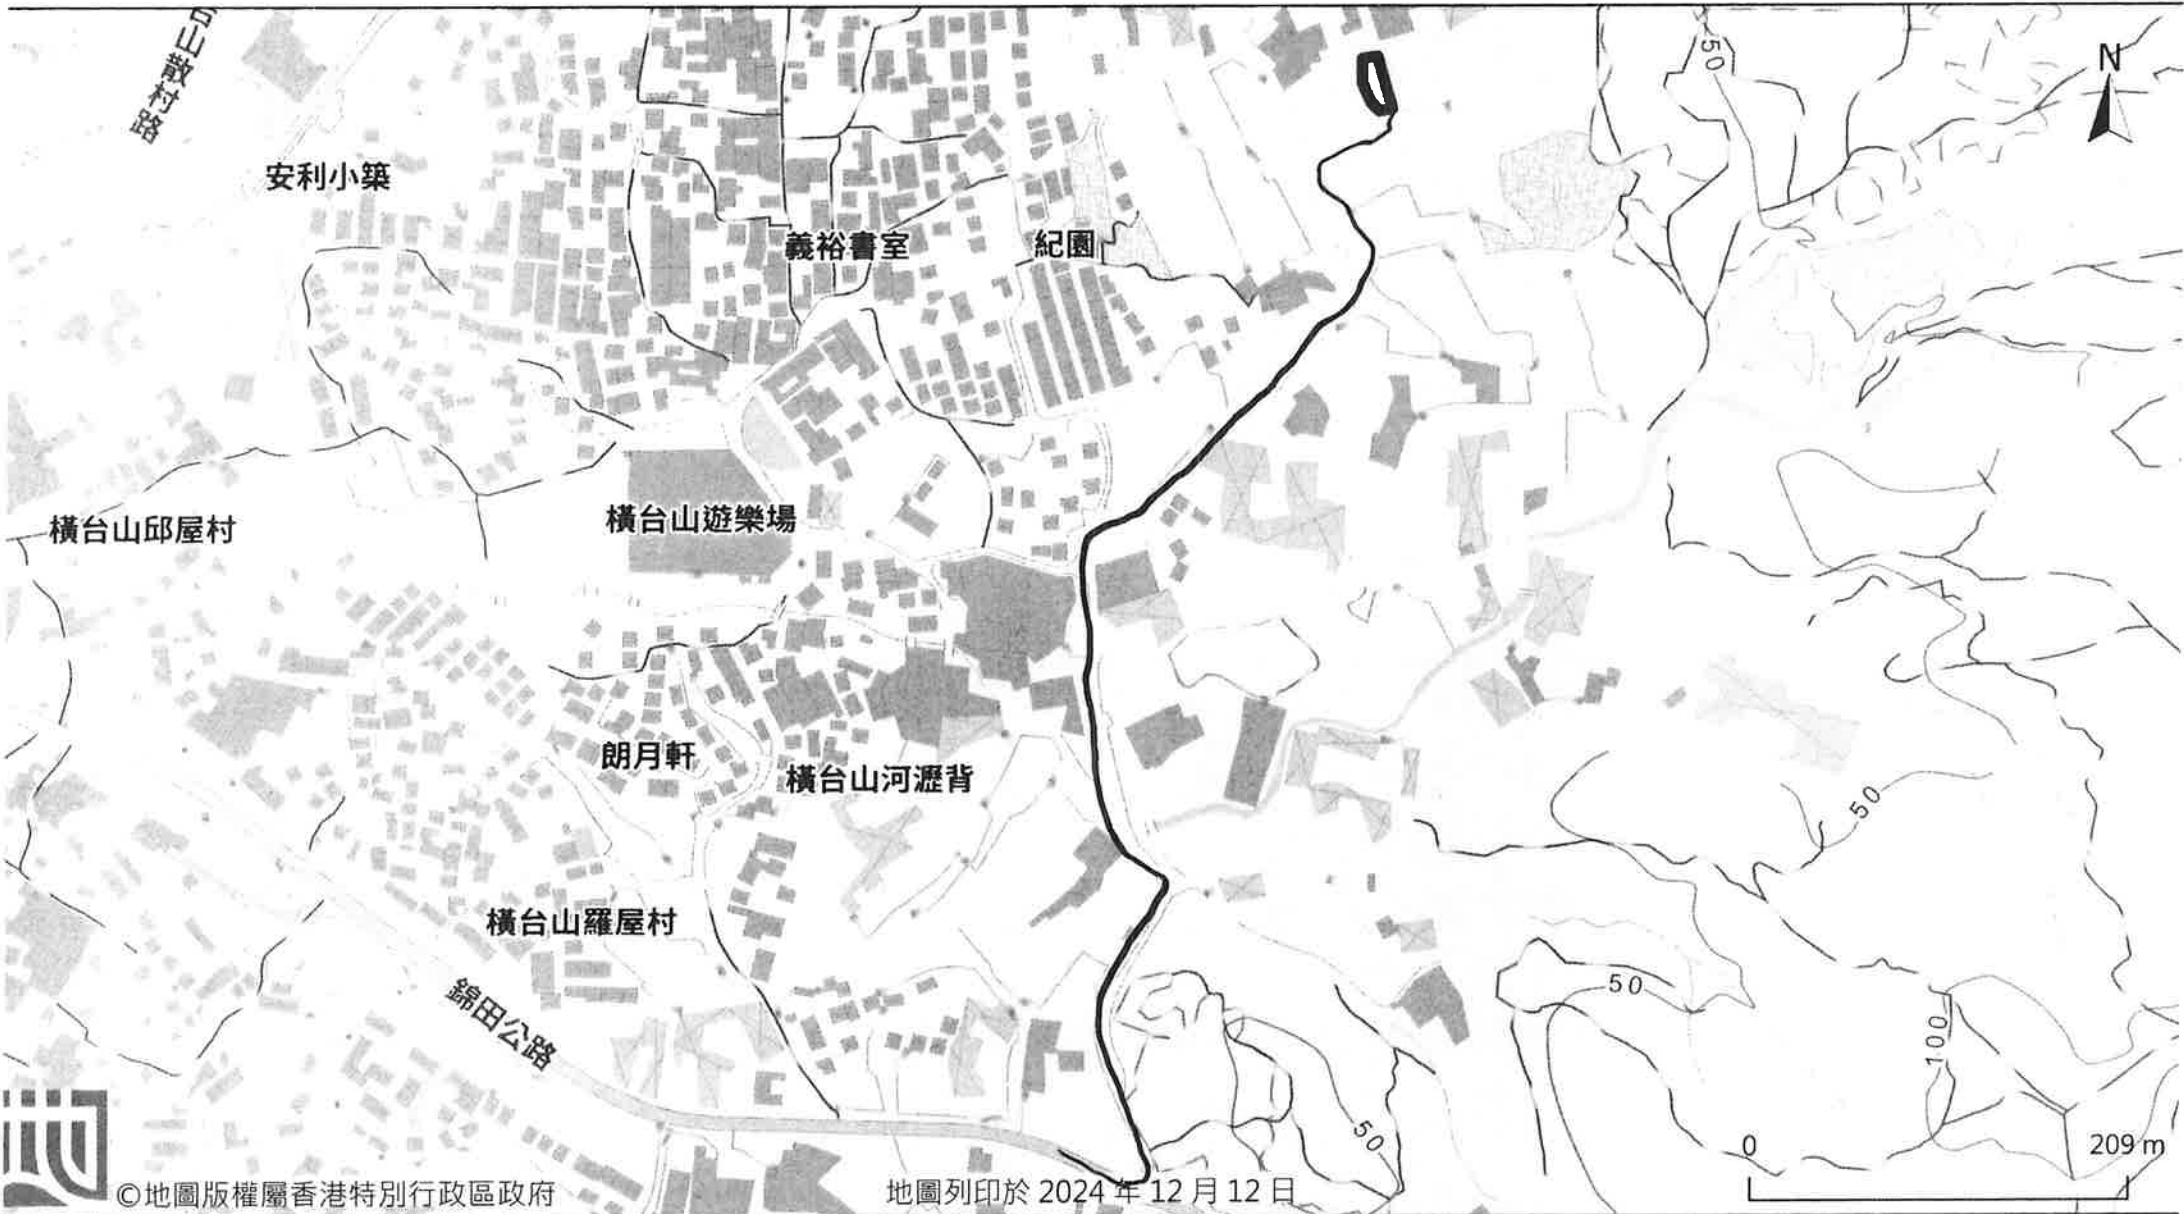 台山散村路
50
N
安利小築
義裕書室
紀園
橫台山邱屋村
橫台山遊樂場
朗月軒
橫台山河瀝背
50
橫台山羅屋村
錦田公路
50
100
50
0
209 m
©地圖版權屬香港特別行政區政府
地圖列印於 2024 年 12 月 12 日